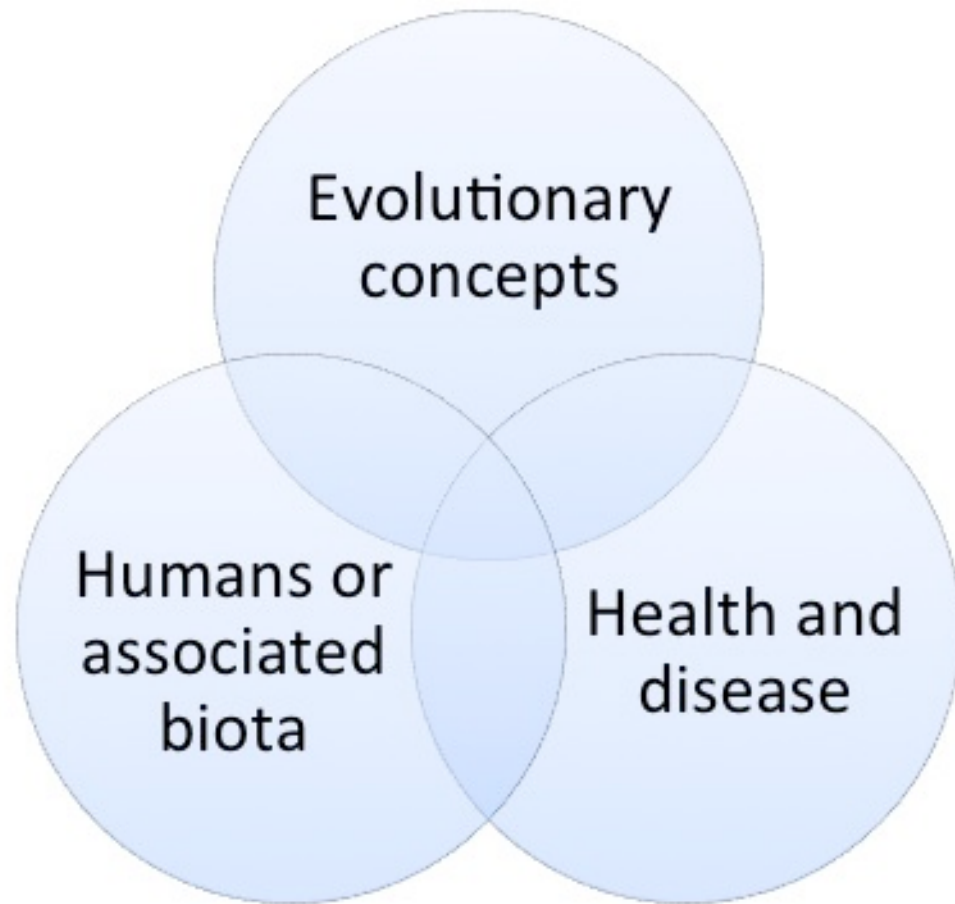 Evolutionary
concepts
Humans or
associated
biota
Health and
disease